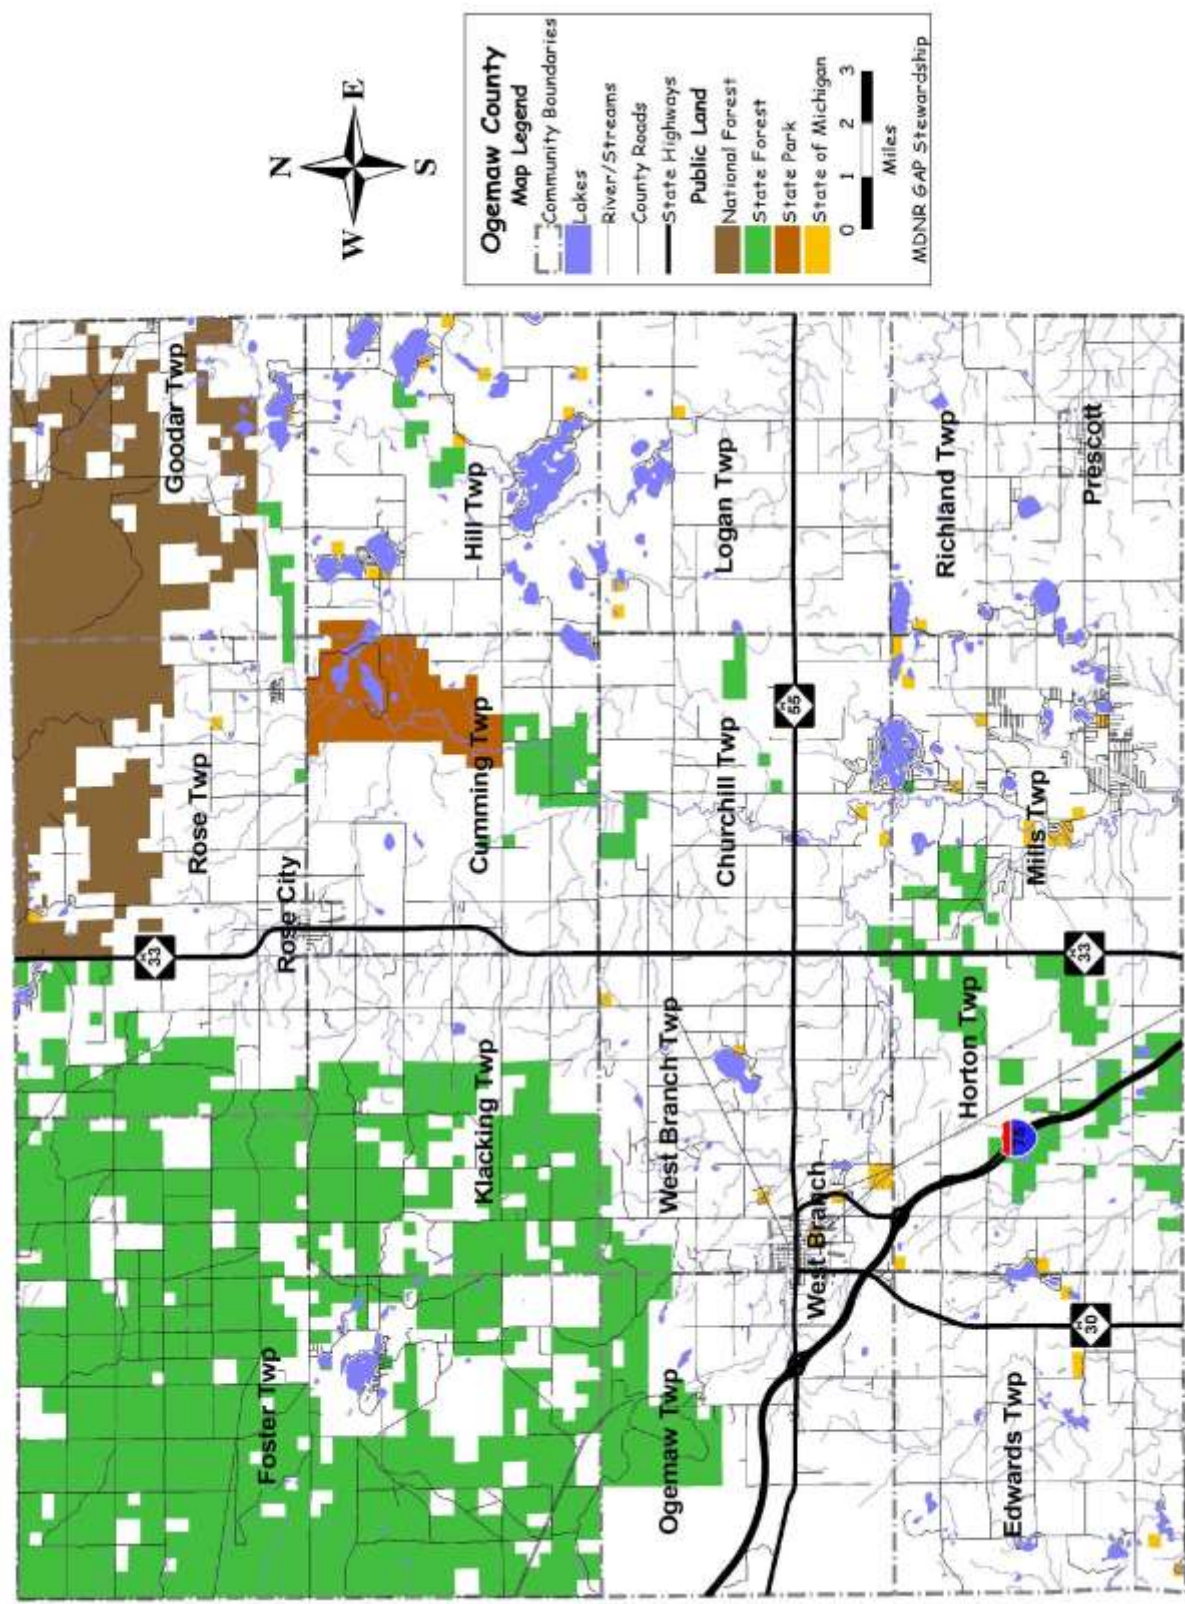 N
W
E
S
Ogemaw County
Map Legend
Community Boundaries
Lakes
River/Streams
County Roads
State Highways
Public Land
National Forest
State Forest
State Park
State of Michigan
0 1 2 3
Miles
MDNR GAP Stewardship
Foster Twp
Rose Twp
Goodar Twp
Rose City
Klacking Twp
Cumming Twp
Hill Twp
Ogemaw Twp
West Branch Twp
Churchill Twp
Logan Twp
West Branch
Edwards Twp
Horton Twp
Mills Twp
Richland Twp
Prescott
M
33
M
55
M
33
M
30
75